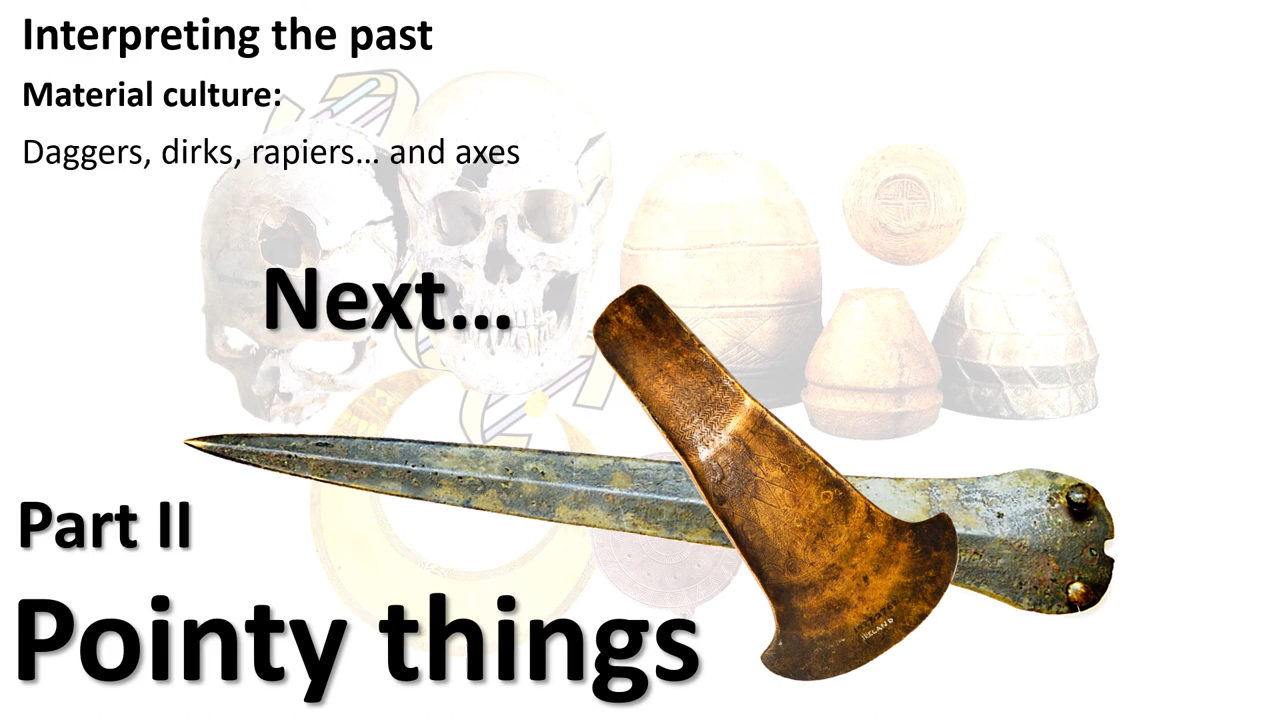 Interpreting the past
Material culture:
Daggers, dirks, rapiers... and axes
Next...
Part II
Pointy things
IRELAND